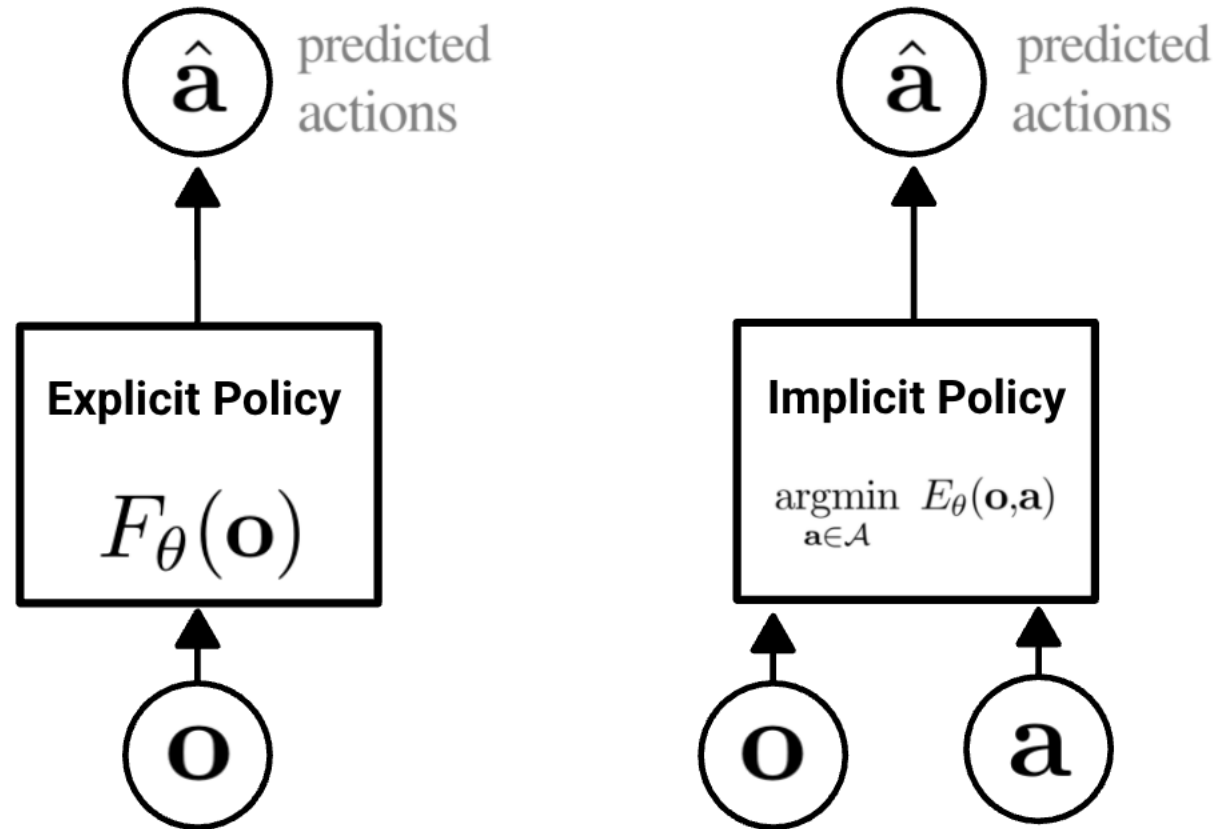 â predicted
actions
Explicit Policy
F_θ(o)
o
â predicted
actions
Implicit Policy
argmin E_θ(o,a)
a∈𝒜
o a